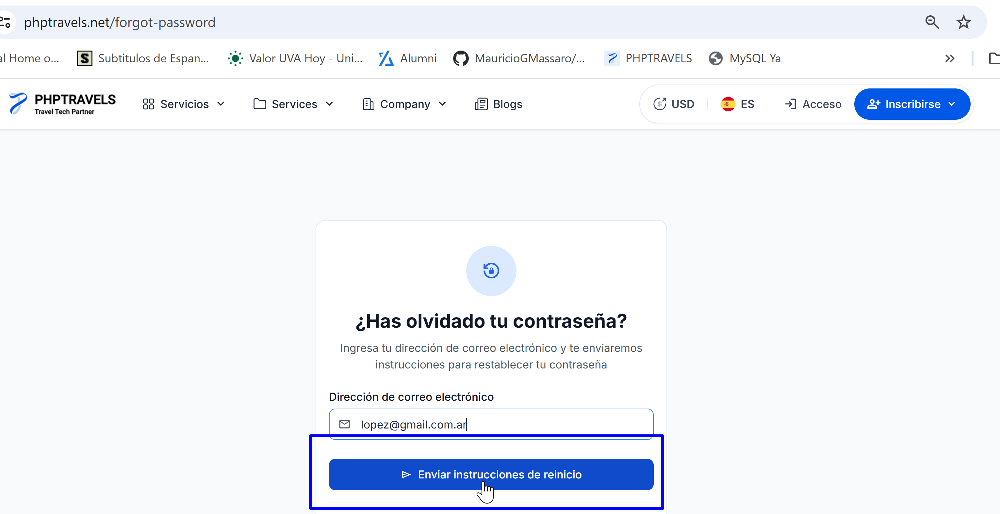 phptravels.net/forgot-password
al Home o...
Subtitulos de Espan...
Valor UVA Hoy - Uni...
Alumni
MauricioGMassaro/...
PHPTRAVELS
MySQL Ya
PHPTRAVELS
Travel Tech Partner
Servicios
Services
Company
Blogs
USD
ES
Acceso
Inscribirse
¿Has olvidado tu contraseña?
Ingresa tu dirección de correo electrónico y te enviaremos
instrucciones para restablecer tu contraseña
Dirección de correo electrónico
lopez@gmail.com.ar
Enviar instrucciones de reinicio